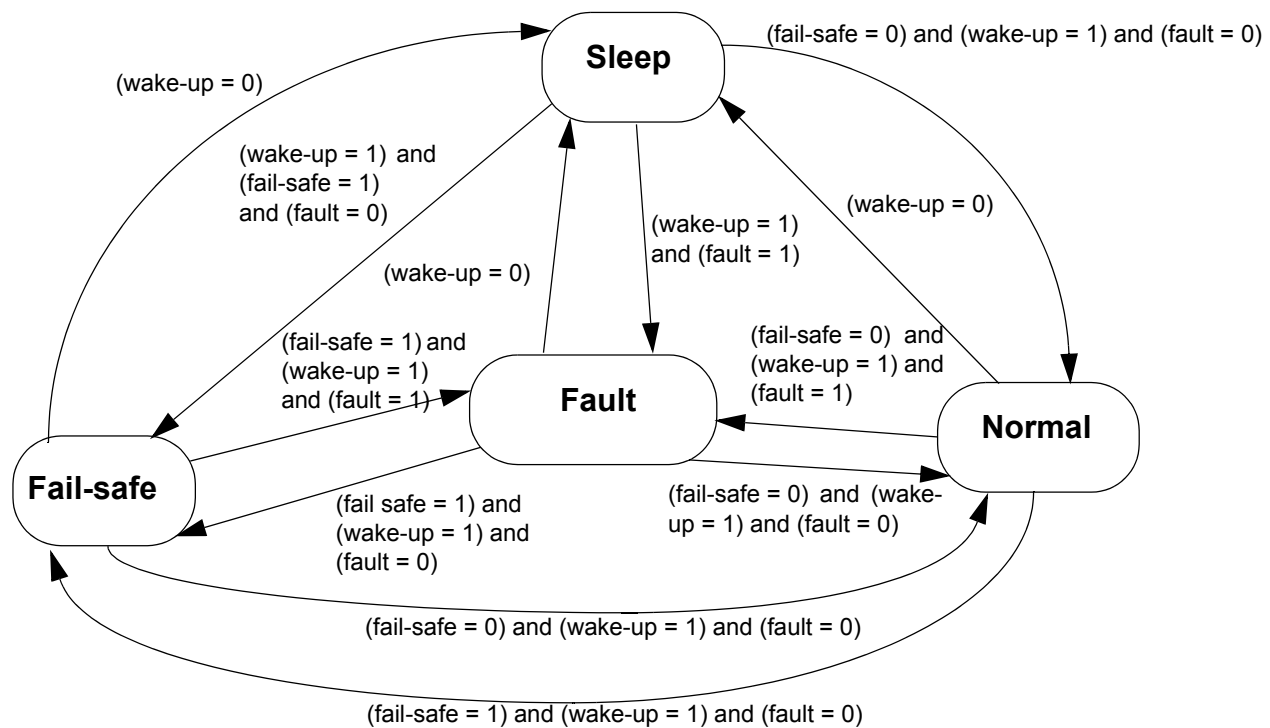 Sleep
(fail-safe = 0) and (wake-up = 1) and (fault = 0)
(wake-up = 0)
(wake-up = 1) and
(fail-safe = 1)
and (fault = 0)
(wake-up = 0)
(wake-up = 1)
and (fault = 1)
(wake-up = 0)
(fail-safe = 1) and
(wake-up = 1)
and (fault = 1)
(fail-safe = 0) and
(wake-up = 1) and
(fault = 1)
Fault
Normal
Fail-safe
(fail safe = 1) and
(wake-up = 1) and
(fault = 0)
(fail-safe = 0) and (wake-
up = 1) and (fault = 0)
(fail-safe = 0) and (wake-up = 1) and (fault = 0)
(fail-safe = 1) and (wake-up = 1) and (fault = 0)